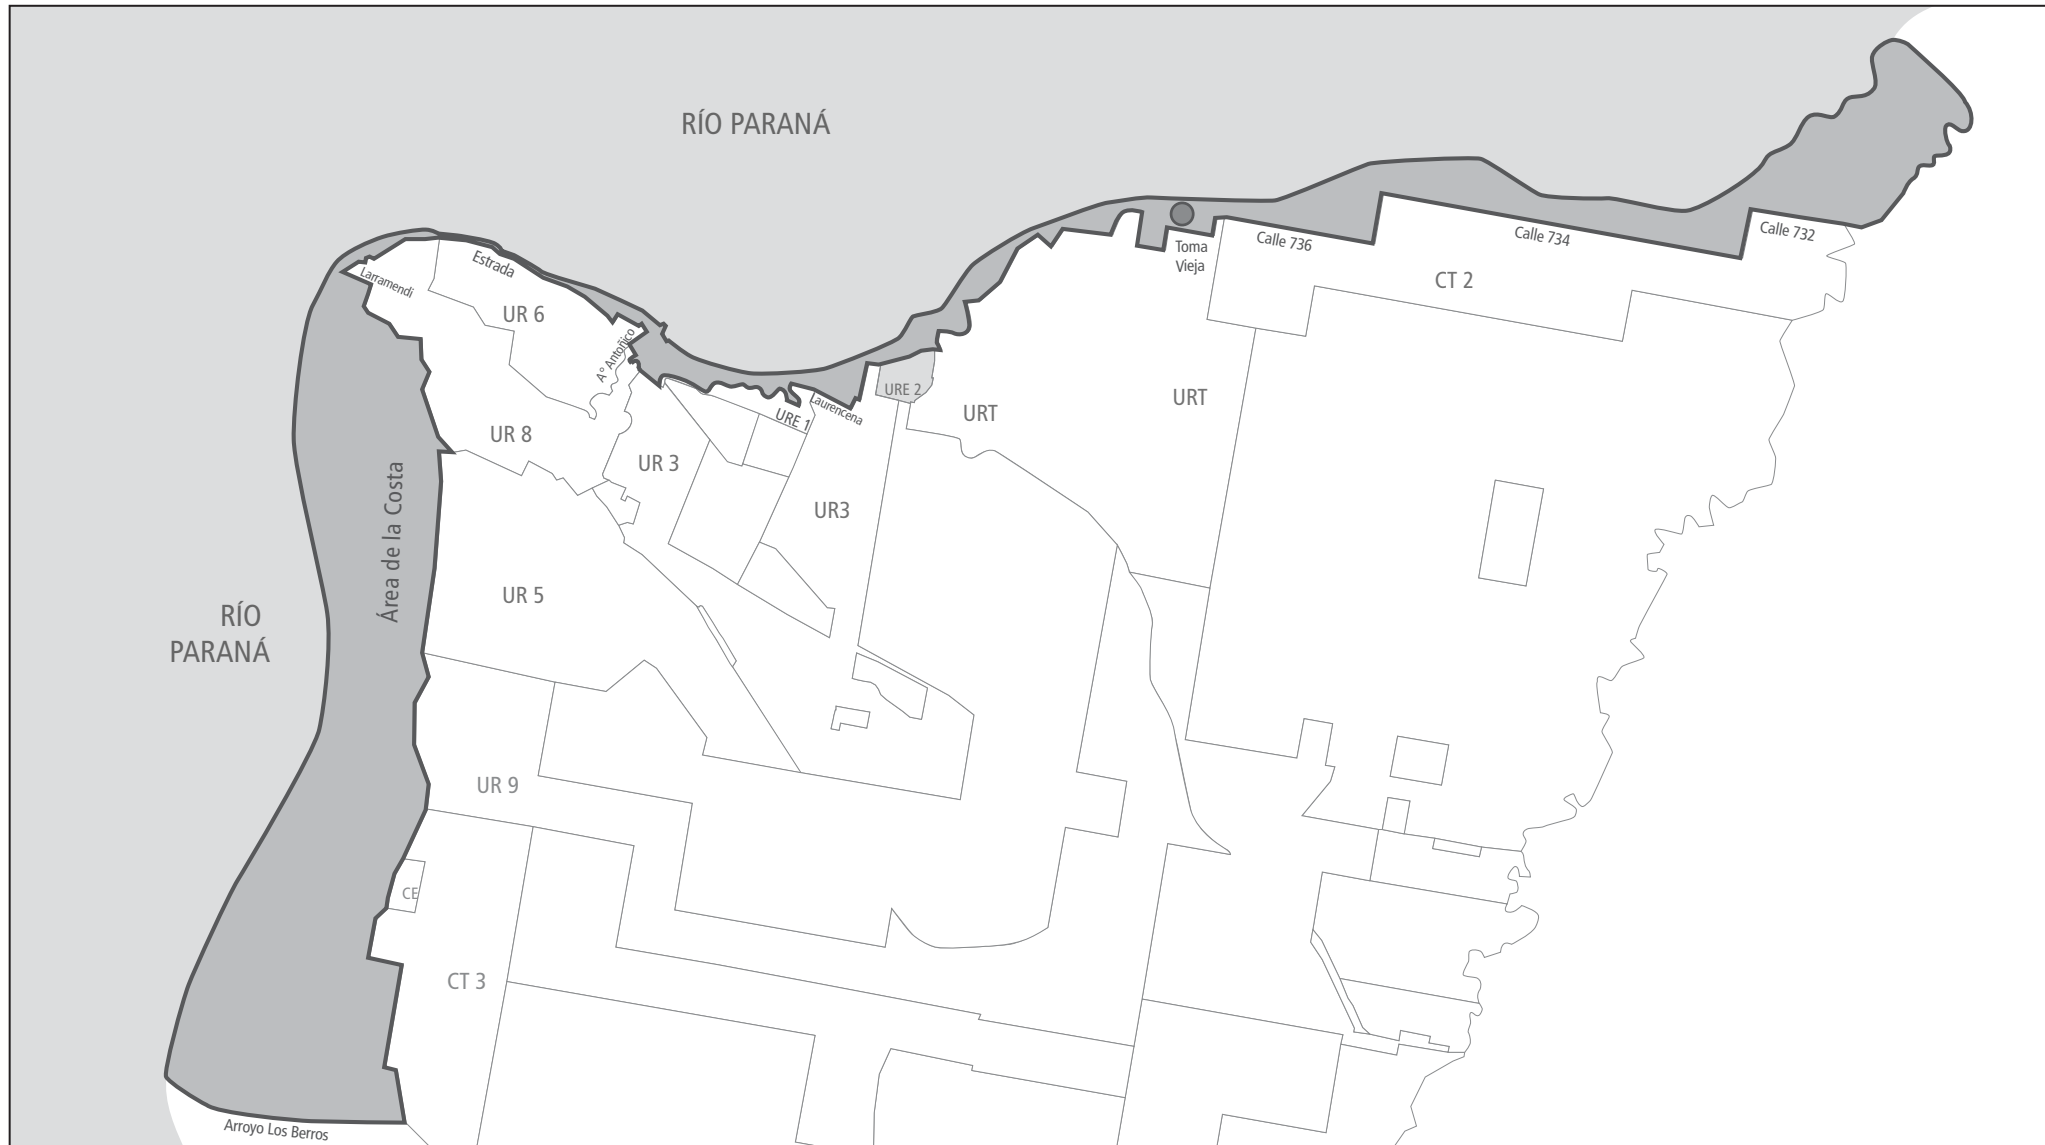 RÍO PARANÁ
Calle 732
Calle 734
Calle 736
Toma
Vieja
Estrada
Larramendi
CT 2
UR 6
A° Antoñico
URE 2
URT
URT
Laurencena
URE 1
UR 8
UR 3
UR3
Área de la Costa
UR 5
RÍO
PARANÁ
UR 9
CE
CT 3
Arroyo Los Berros